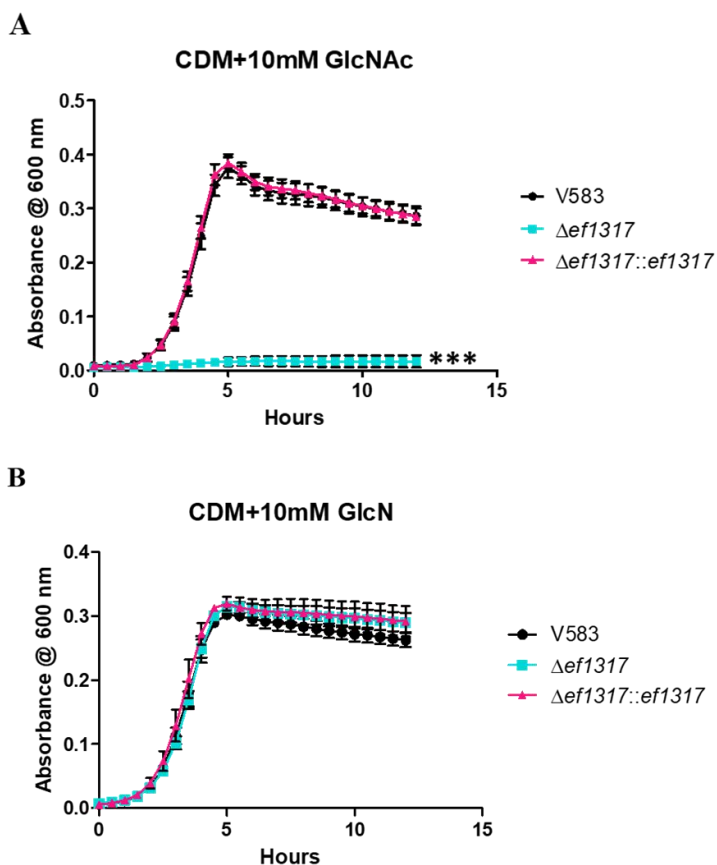 A
CDM+10mM GlcNAc
Absorbance @ 600 nm
0.5
0.4
0.3
0.2
0.1
0.0
0 5 10 15
Hours
V583
Δef1317
Δef1317::ef1317
***
B
CDM+10mM GlcN
Absorbance @ 600 nm
0.4
0.3
0.2
0.1
0.0
0 5 10 15
Hours
V583
Δef1317
Δef1317::ef1317